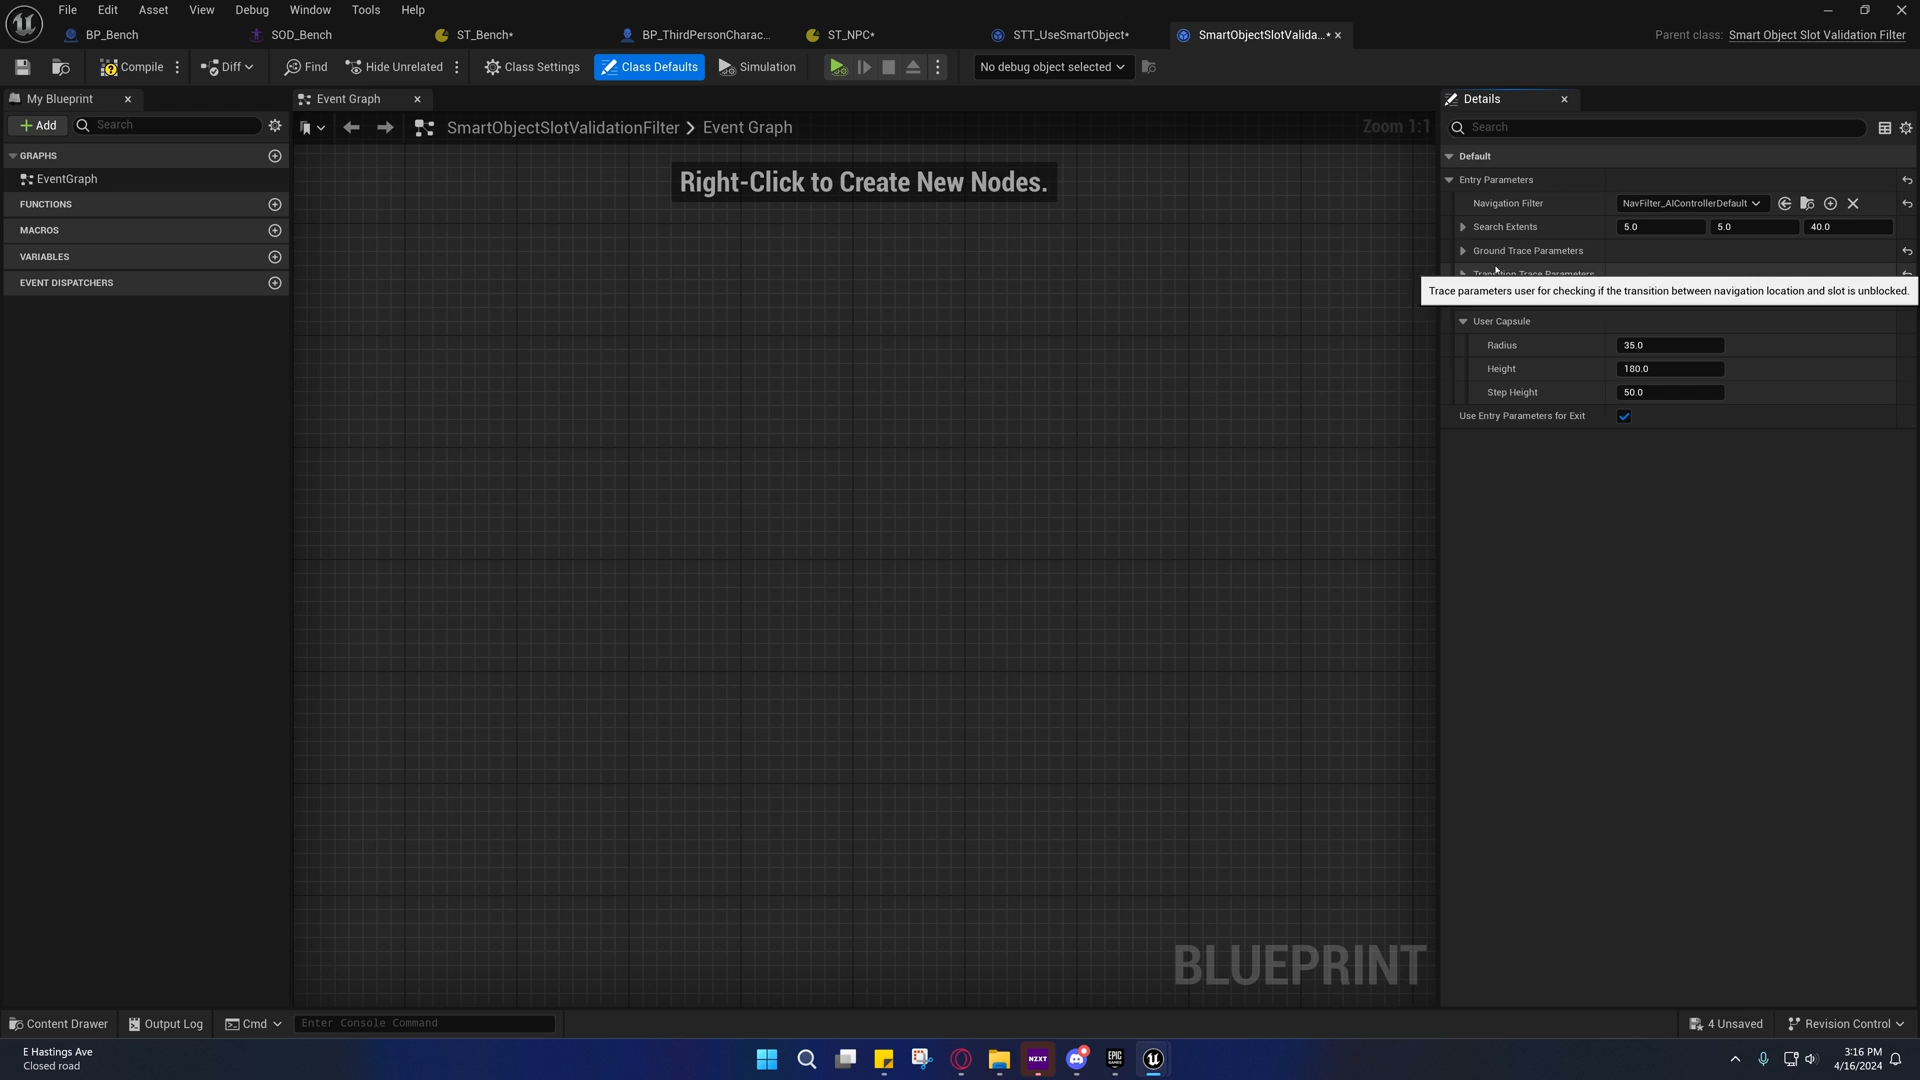 File Edit Asset View Debug Window Tools Help
BP_Bench SOD_Bench ST_Bench* BP_ThirdPersonCharac... ST_NPC* STT_UseSmartObject* SmartObjectSlotValida...* Parent class: Smart Object Slot Validation Filter
Compile Diff Find Hide Unrelated Class Settings Class Defaults Simulation No debug object selected
My Blueprint Event Graph Details
Add Search SmartObjectSlotValidationFilter > Event Graph Zoom 1:1 Search
GRAPHS
EventGraph
FUNCTIONS
MACROS
VARIABLES
EVENT DISPATCHERS
Right-Click to Create New Nodes.
BLUEPRINT
Default
Entry Parameters
Navigation Filter NavFilter_AIControllerDefault
Search Extents 5.0 5.0 40.0
Ground Trace Parameters
Transition Trace Parameters
Trace parameters user for checking if the transition between navigation location and slot is unblocked.
User Capsule
Radius 35.0
Height 180.0
Step Height 50.0
Use Entry Parameters for Exit
Content Drawer Output Log Cmd Enter Console Command 4 Unsaved Revision Control
E Hastings Ave
Closed road
NZXT
EPIC GAMES
3:16 PM
4/16/2024